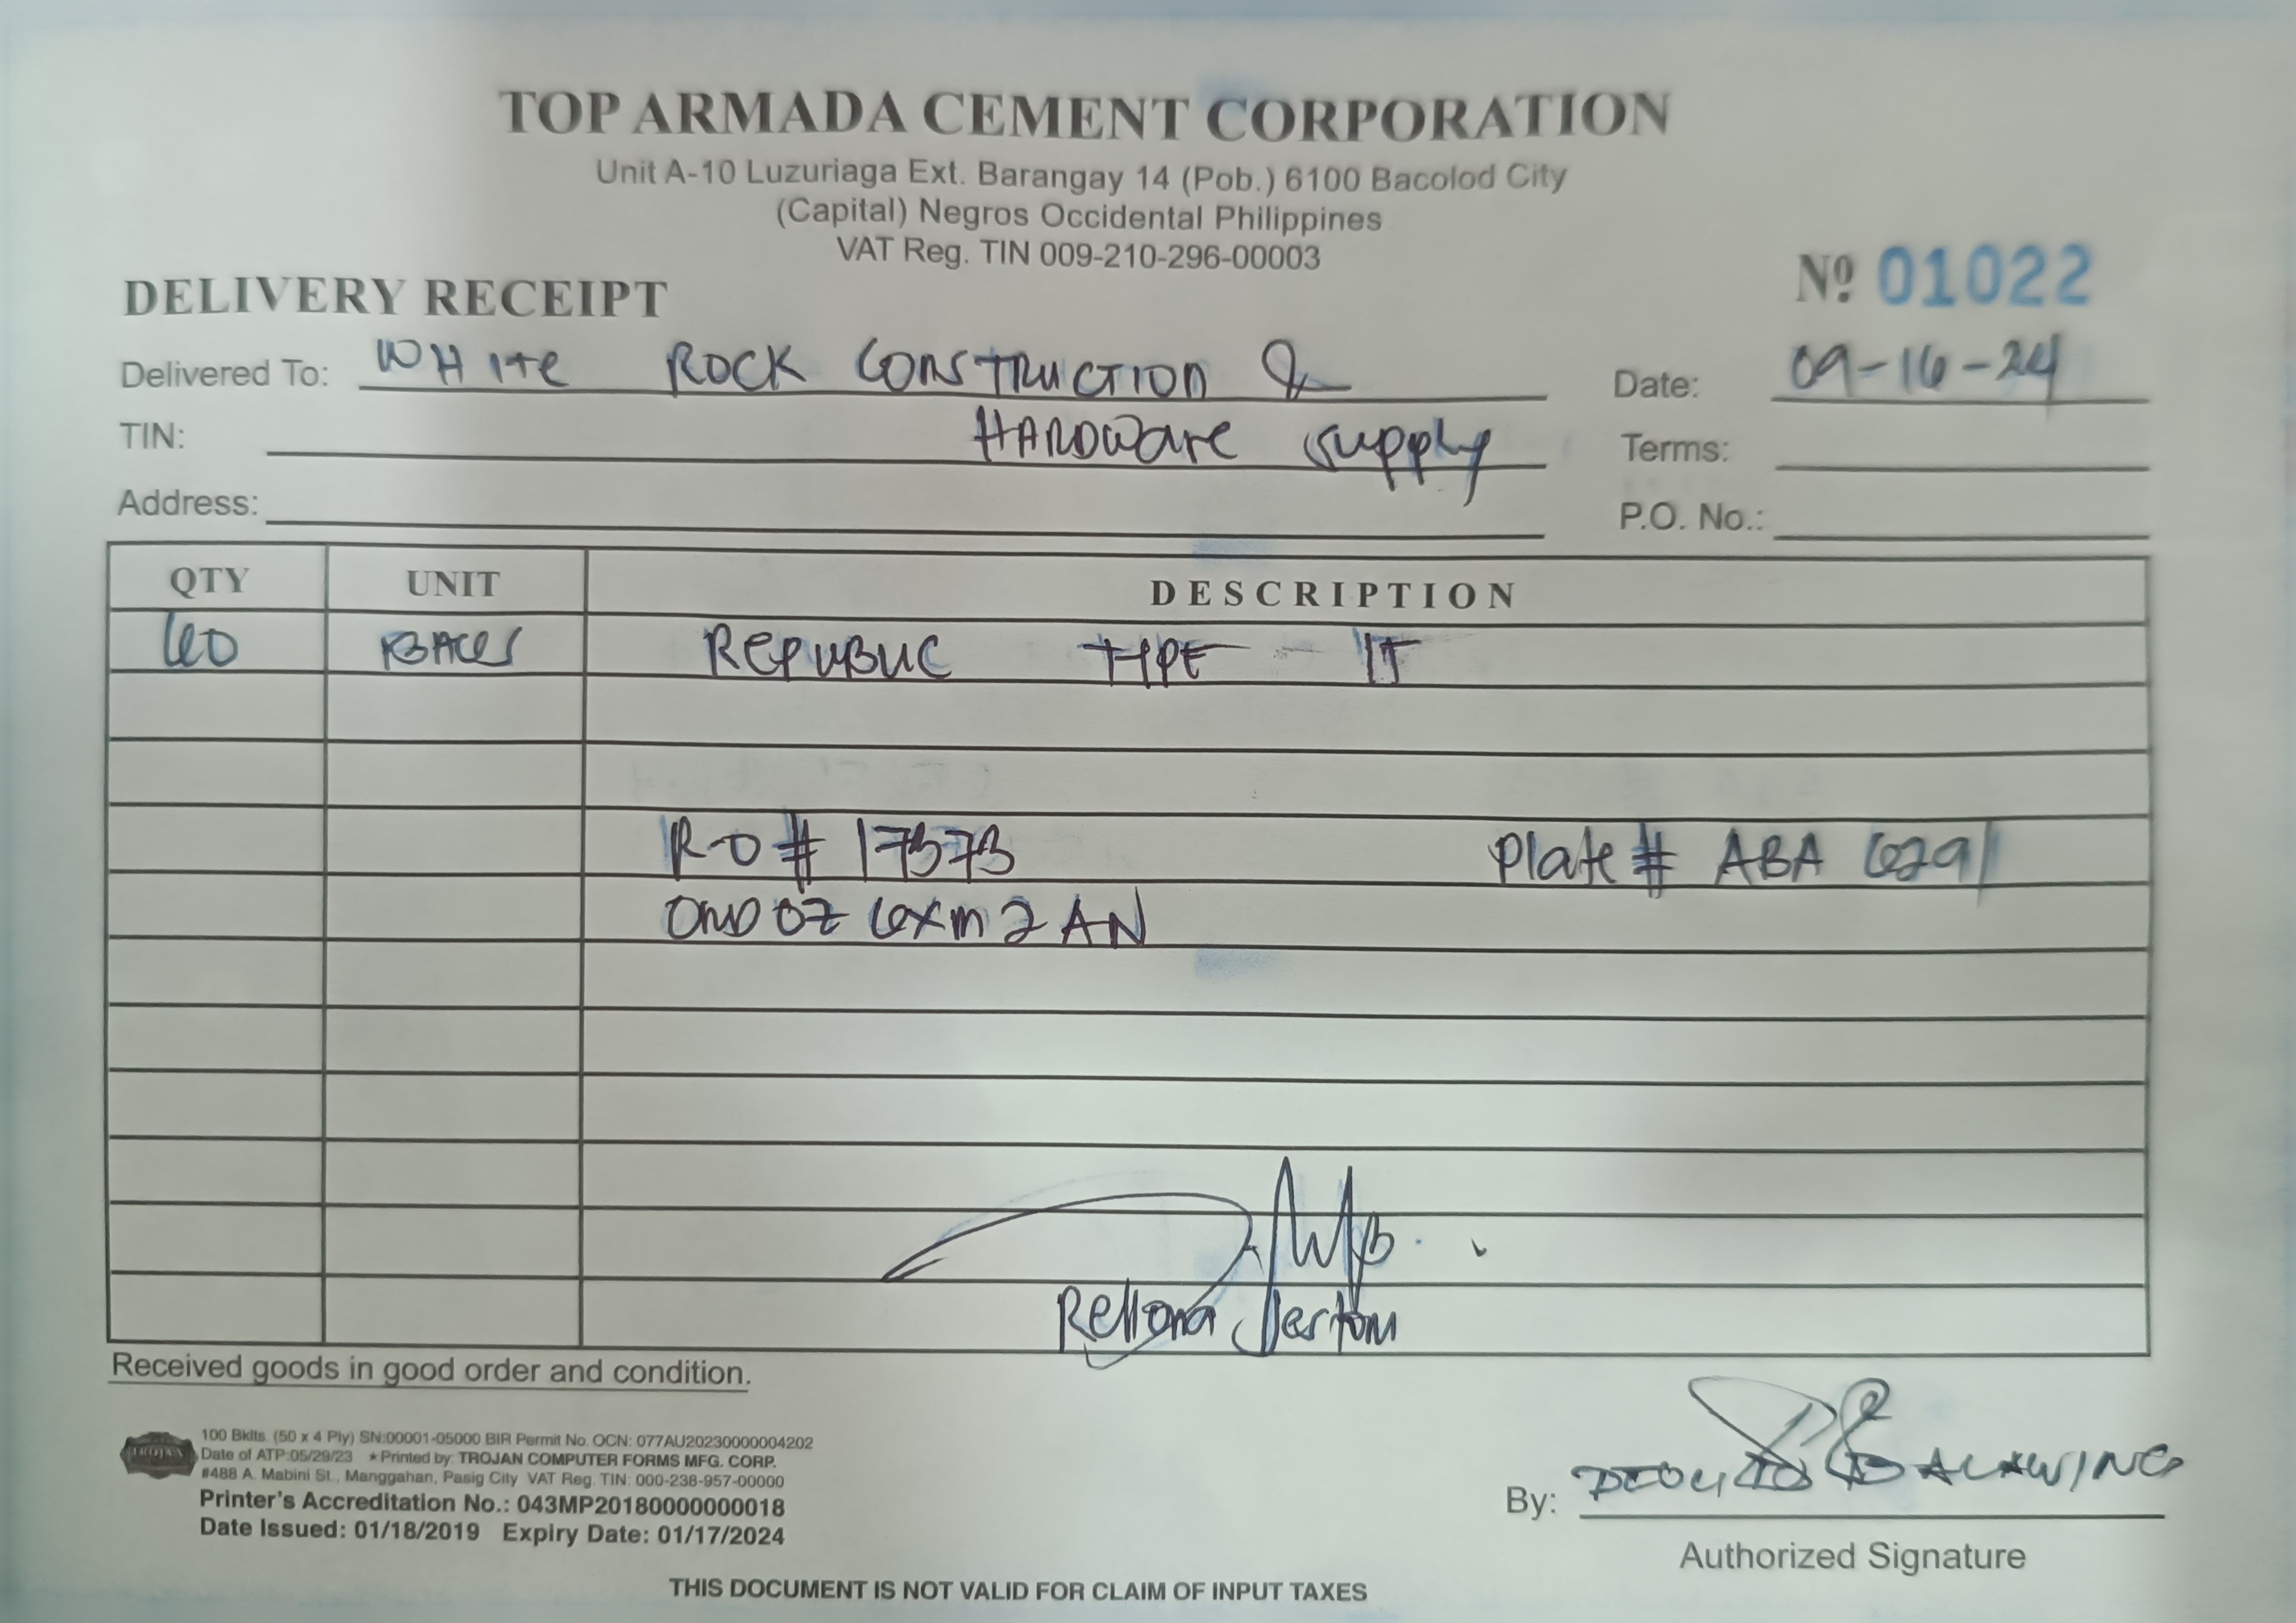 TOP ARMADA CEMENT CORPORATION
Unit A-10 Luzuriaga Ext. Barangay 14 (Pob.) 6100 Bacolod City
(Capital) Negros Occidental Philippines
VAT Reg. TIN 009-210-296-00003
DELIVERY RECEIPT
Nº 01022
Delivered To: WHITE ROCK CONSTRUCTION &
Date: 09-16-24
TIN: HARDWARE SUPPLY
Terms:
Address:
P.O. No.:
QTY UNIT DESCRIPTION
60 BAGS REPUBLIC TYPE - IT
RO # 17373 Plate # ABA 6291
Rellona Jertom
Received goods in good order and condition.
TROJAN
100 Bklts. (50 x 4 Ply) SN:00001-05000 BIR Permit No. OCN: 077AU20230000004202
Date of ATP:05/29/23 ★Printed by: TROJAN COMPUTER FORMS MFG. CORP.
#488 A. Mabini St., Manggahan, Pasig City VAT Reg. TIN: 000-238-957-00000
Printer's Accreditation No.: 043MP20180000000018
Date Issued: 01/18/2019 Expiry Date: 01/17/2024
By:
Authorized Signature
THIS DOCUMENT IS NOT VALID FOR CLAIM OF INPUT TAXES